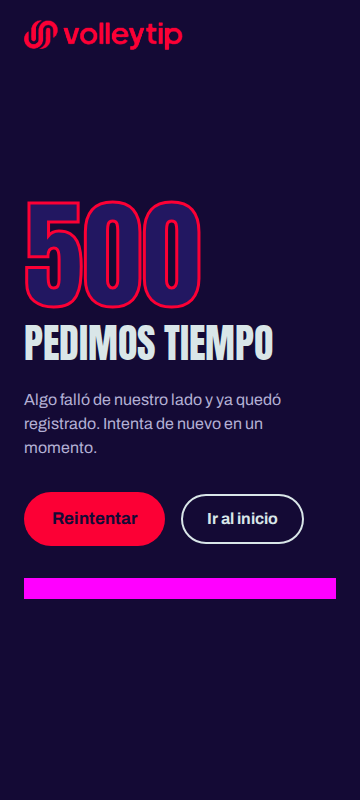 volleytip
500
PEDIMOS TIEMPO
Algo falló de nuestro lado y ya quedó
registrado. Intenta de nuevo en un
momento.
Reintentar
Ir al inicio